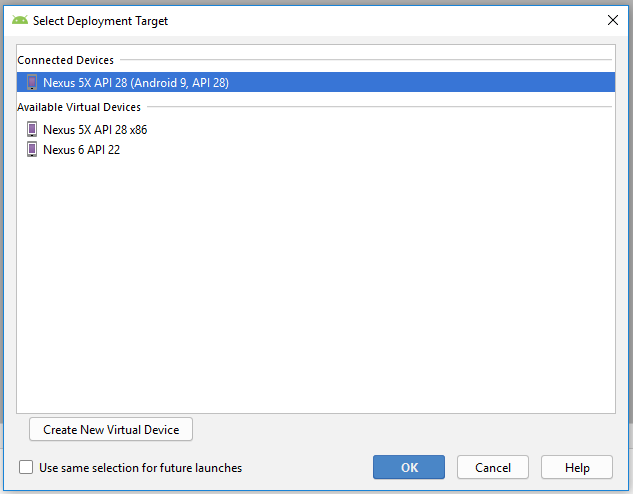 Select Deployment Target
Connected Devices
Nexus 5X API 28 (Android 9, API 28)
Available Virtual Devices
Nexus 5X API 28 x86
Nexus 6 API 22
Create New Virtual Device
Use same selection for future launches
OK
Cancel
Help